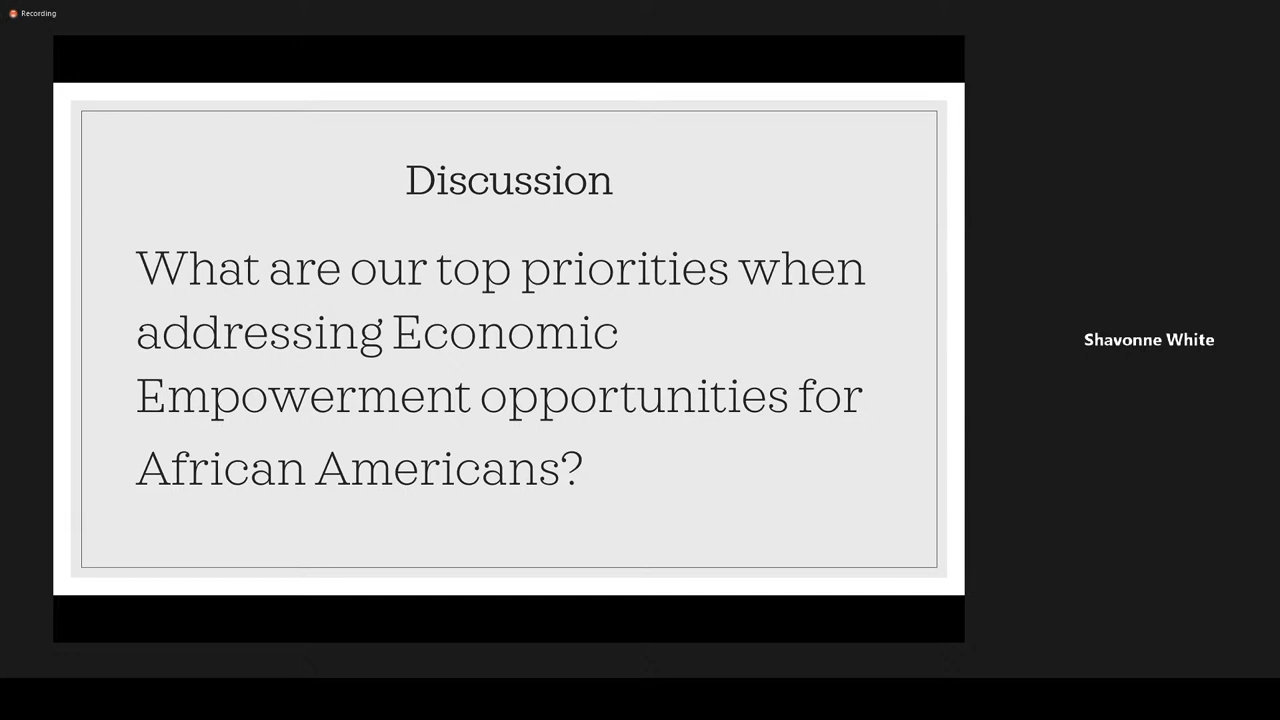 Recording
Discussion
What are our top priorities when
addressing Economic
Empowerment opportunities for
African Americans?
Shavonne White